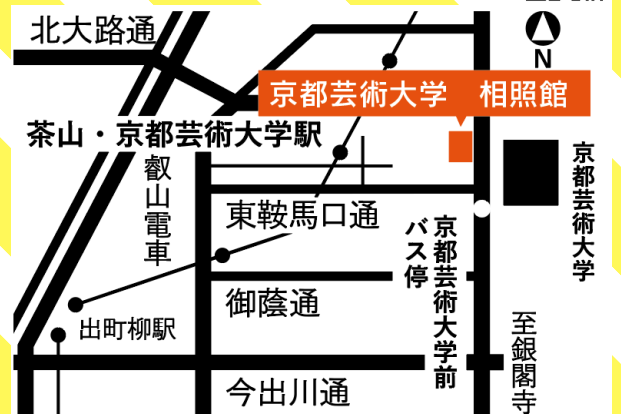 北大路通
N
京都芸術大学 相照館
茶山・京都芸術大学駅
叡山電車
京都芸術大学
東鞍馬口通
京都芸術大学前
バス停
御蔭通
出町柳駅
至銀閣寺
今出川通